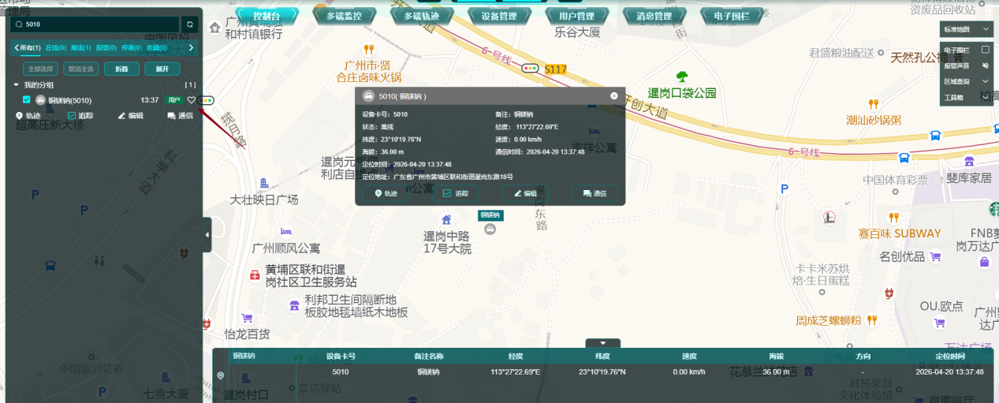 控制台
多端监控
多端轨迹
设备管理
用户管理
消息管理
电子围栏
5010
所有(1) 在线(0) 离线(1) 报警(0) 停滞(0) 收藏(0)
全部选择 取消全选 折叠 展开
我的分组 [ 1 ]
铜镁钠(5010) 13:37 用户
轨迹 追踪 编辑 通信
超高压新大楼
科学大道
中国银河证券
七喜大厦
和村镇银行
广州市·贤
合庄卤味火锅
乐谷大厦
6号线
S117
开创大道
暹岗口袋公园
君盛粮油配送
天然孔公祠
资废品回收站
标准地图
电子围栏
报警声音
区域查询
工具箱
潮汕砂锅粥
6号线
中国体育彩票
斐库家居
5010( 铜镁钠 )
设备卡号：5010 备注：铜镁钠
状态：离线 经度： 113°27'22.69"E
纬度：23°10'19.76"N 速度：0.00 km/h
海拔：36.00 m 通信时间：2026-04-20 13:37:48
定位时间：2026-04-20 13:37:48
定位地址：广东省广州市黄埔区联和街道暹岗东路18号
轨迹 追踪 编辑 通信
吉祥公寓
e公寓
暹岗东路
大壮映日广场
铜镁钠
暹岗中路
17号大院
广州顺风公寓
黄埔区联和街暹
岗社区卫生服务站
利邦卫生间隔断地
板胶地毯墙纸木地板
怡龙百货
赛百味 SUBWAY
名创优品
FNB
岗万达广
卡卡米苏烘
焙·生日蛋糕
周成芝螺蛳粉
OU.欧点
万达广场
铜镁钠 设备卡号 备注名称 经度 纬度 速度 海拔 方向 定位时间
5010 铜镁钠 113°27'22.69"E 23°10'19.76"N 0.00 km/h 36.00 m - 2026-04-20 13:37:48
暹岗村口
菜鸟驿站
花慕兰鲜花店
耳筠采耳
文化体验馆